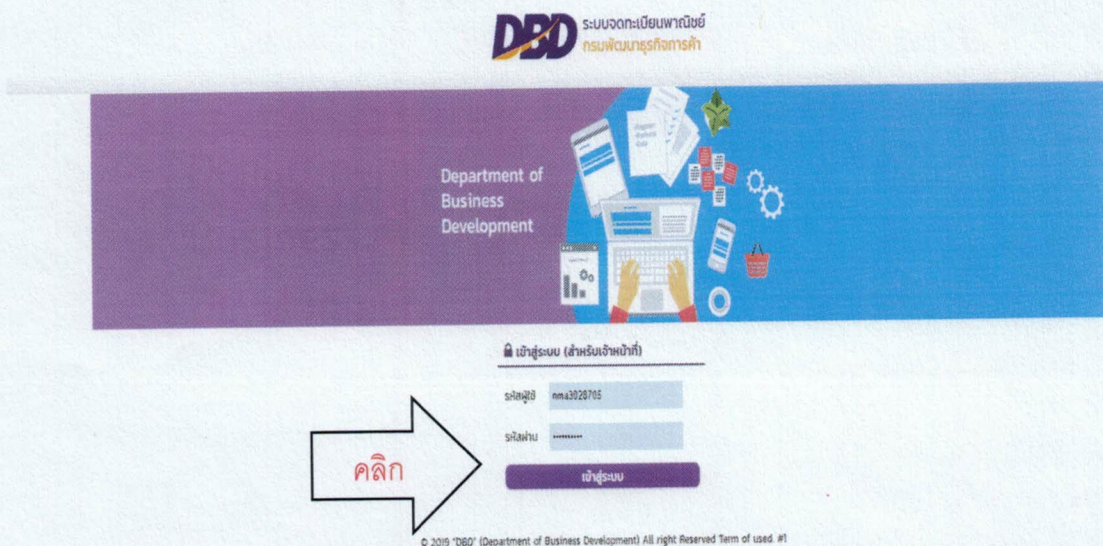 DBD ระบบจดทะเบียนพาณิชย์
กรมพัฒนาธุรกิจการค้า
Department of
Business
Development
เข้าสู่ระบบ (สำหรับเจ้าหน้าที่)
รหัสผู้ใช้ nma3028705
รหัสผ่าน ••••••••••
คลิก
เข้าสู่ระบบ
© 2019 "DBD" (Department of Business Development) All right Reserved Term of used. #1